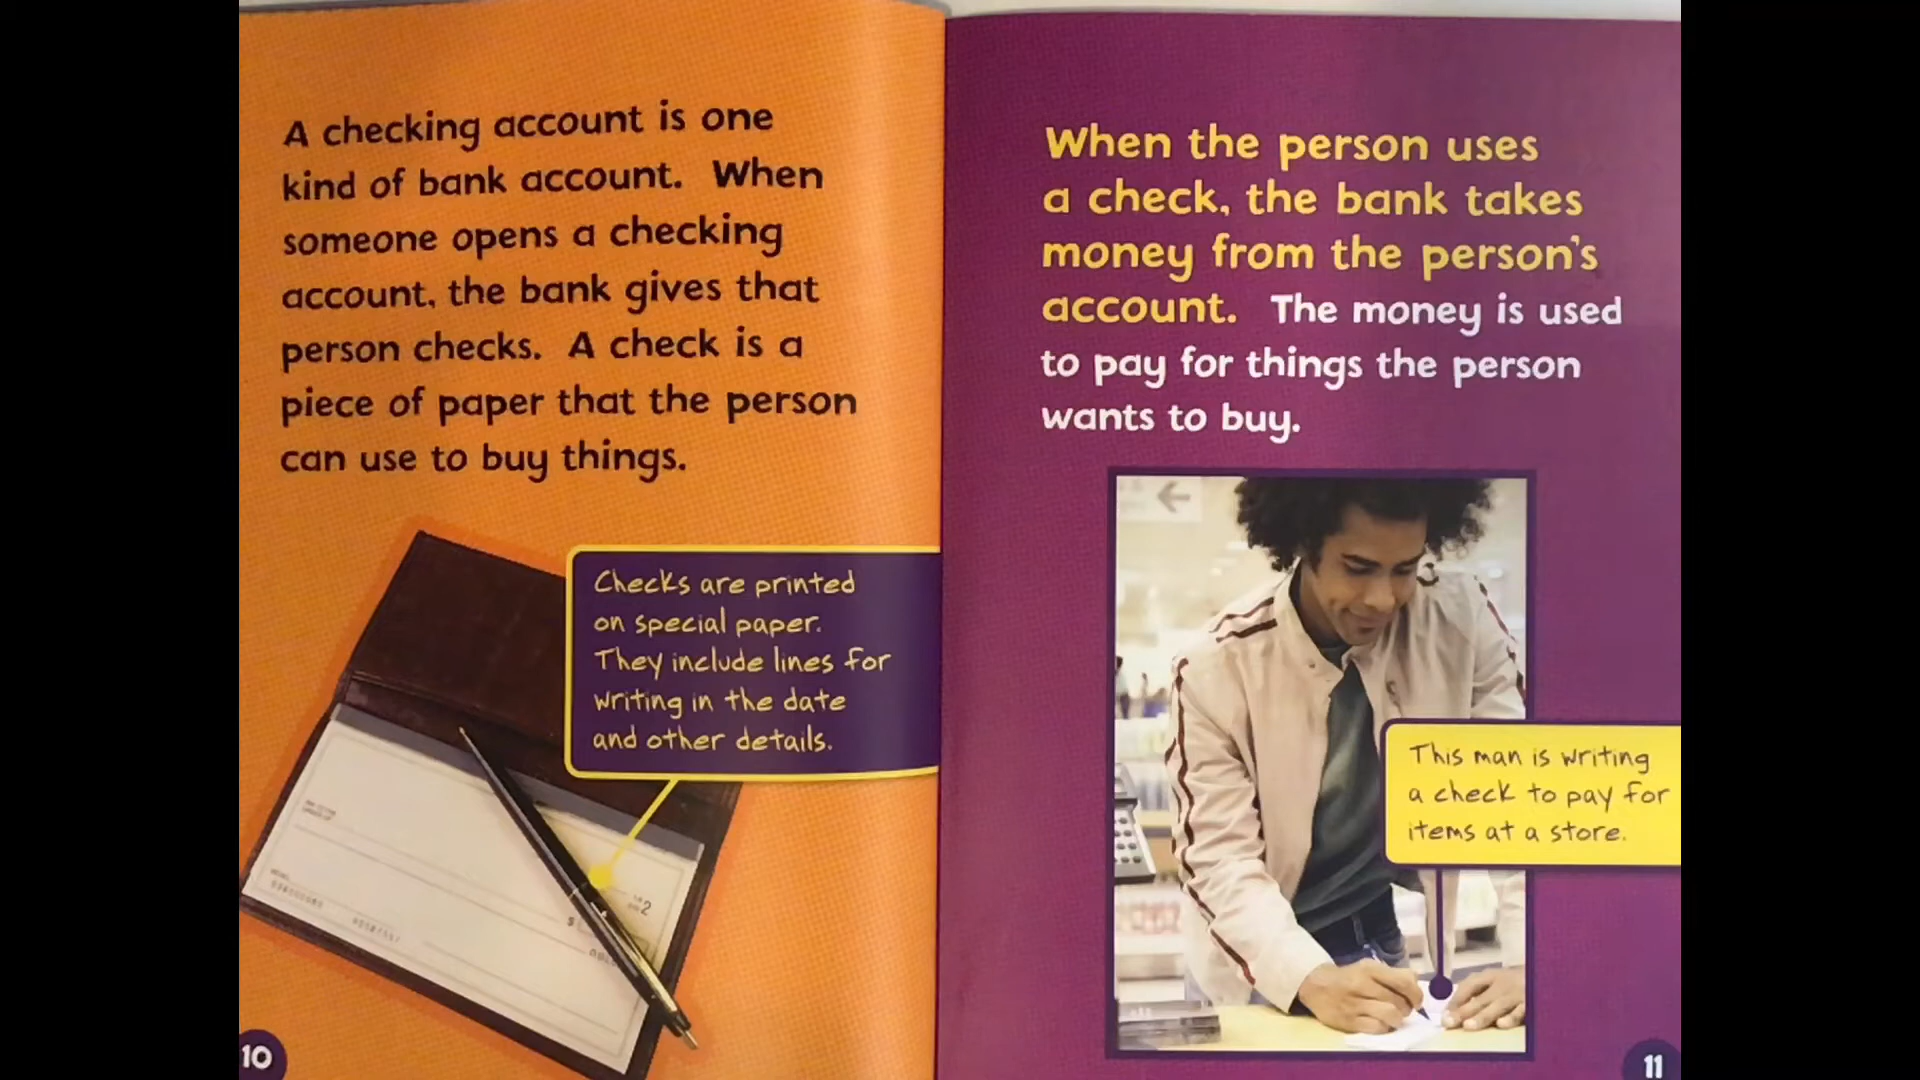 A checking account is one
kind of bank account. When
someone opens a checking
account, the bank gives that
person checks. A check is a
piece of paper that the person
can use to buy things.
Checks are printed
on special paper.
They include lines for
writing in the date
and other details.
$
2
10
When the person uses
a check, the bank takes
money from the person's
account. The money is used
to pay for things the person
wants to buy.
This man is writing
a check to pay for
items at a store.
11